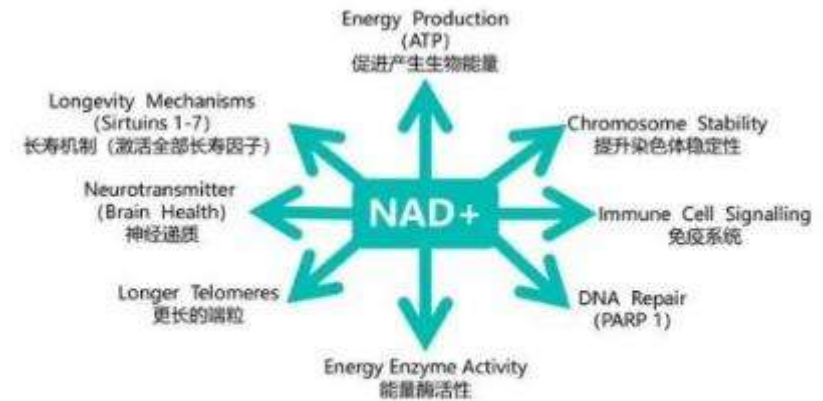 Energy Production
(ATP)
促进产生生物能量
Longevity Mechanisms
(Sirtuins 1-7)
长寿机制（激活全部长寿因子）
Chromosome Stability
提升染色体稳定性
Neurotransmitter
(Brain Health)
神经递质
NAD+
Immune Cell Signalling
免疫系统
Longer Telomeres
更长的端粒
DNA Repair
(PARP 1)
Energy Enzyme Activity
能量酶活性